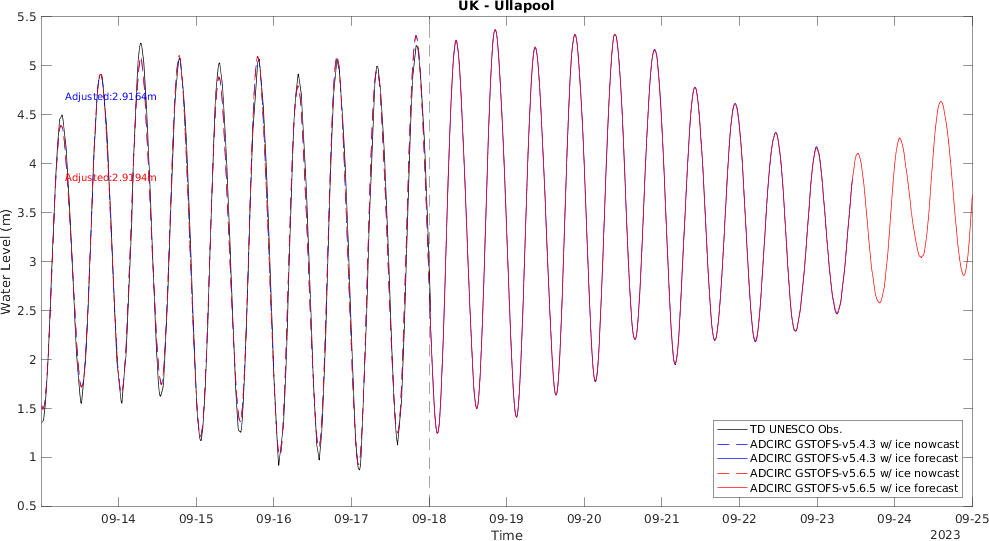 UK - Ullapool
5.5
5
4.5
4
3.5
3
2.5
2
1.5
1
0.5
Water Level (m)
Adjusted:2.9164m
Adjusted:2.9194m
TD UNESCO Obs.
ADCIRC GSTOFS-v5.4.3 w/ ice nowcast
ADCIRC GSTOFS-v5.4.3 w/ ice forecast
ADCIRC GSTOFS-v5.6.5 w/ ice nowcast
ADCIRC GSTOFS-v5.6.5 w/ ice forecast
09-14 09-15 09-16 09-17 09-18 09-19 09-20 09-21 09-22 09-23 09-24 09-25
Time
2023